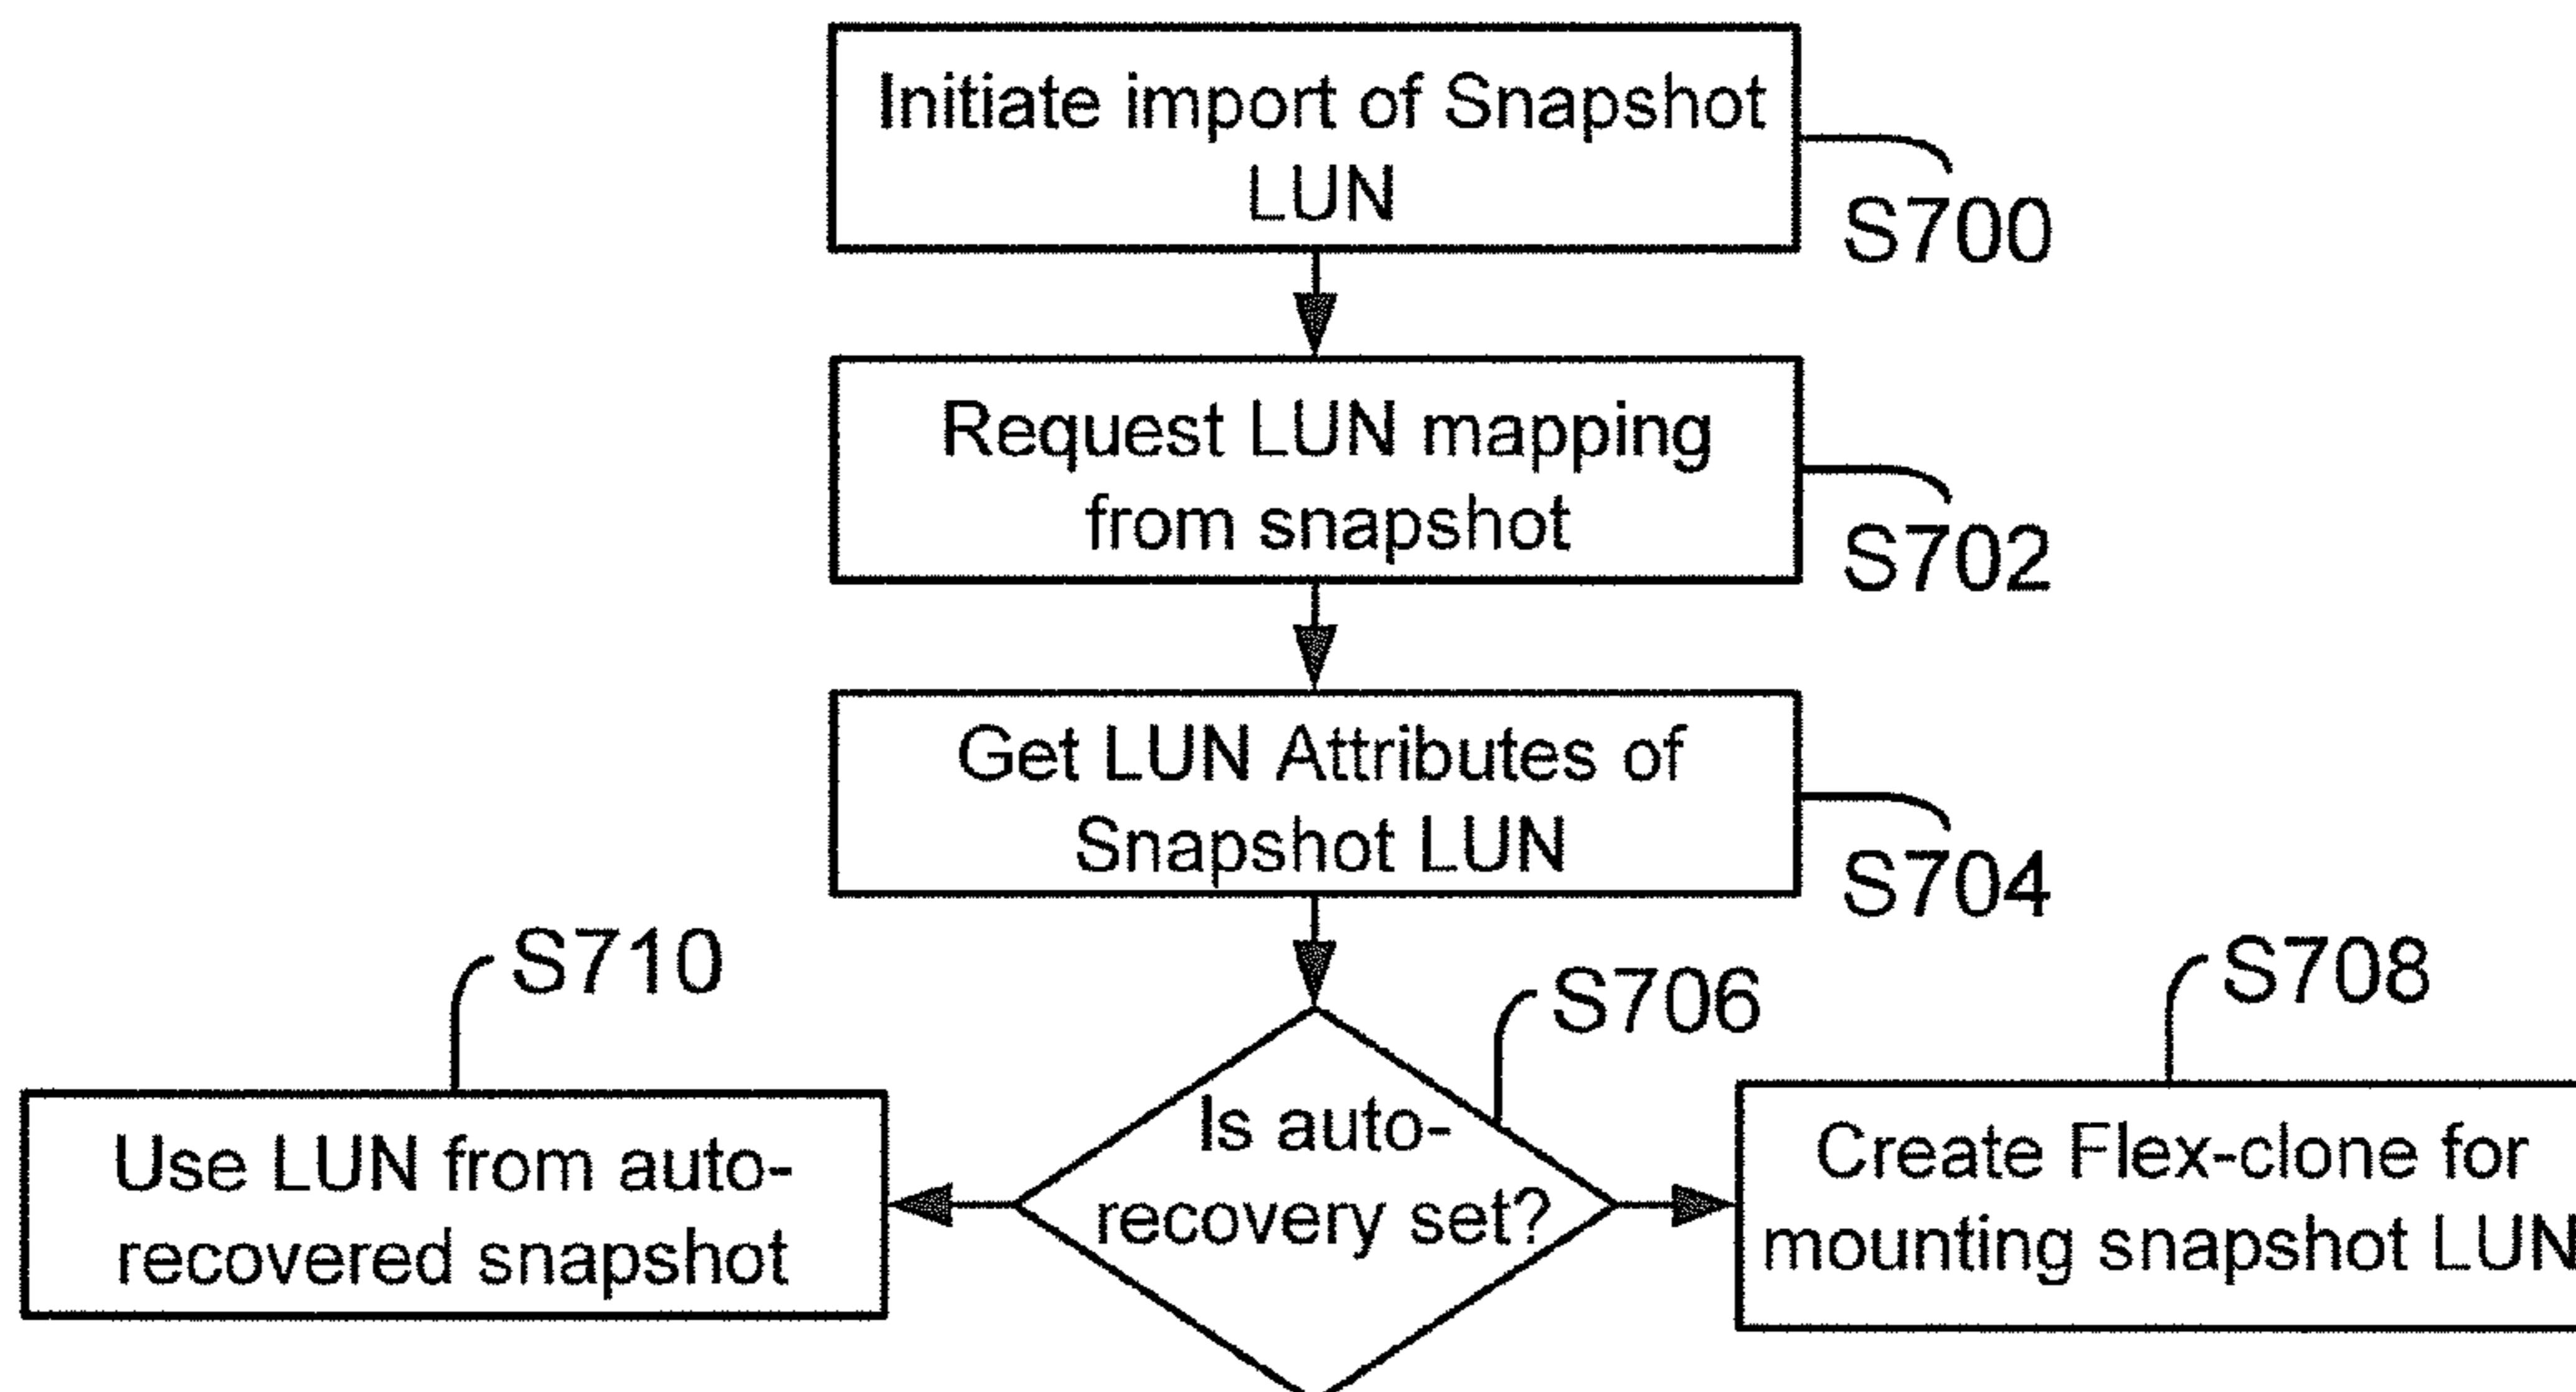 Initiate import of Snapshot
LUN
S700
Request LUN mapping
from snapshot
S702
Get LUN Attributes of
Snapshot LUN
S704
S710
S706
S708
Use LUN from auto-
recovered snapshot
Is auto-
recovery set?
Create Flex-clone for
mounting snapshot LUN